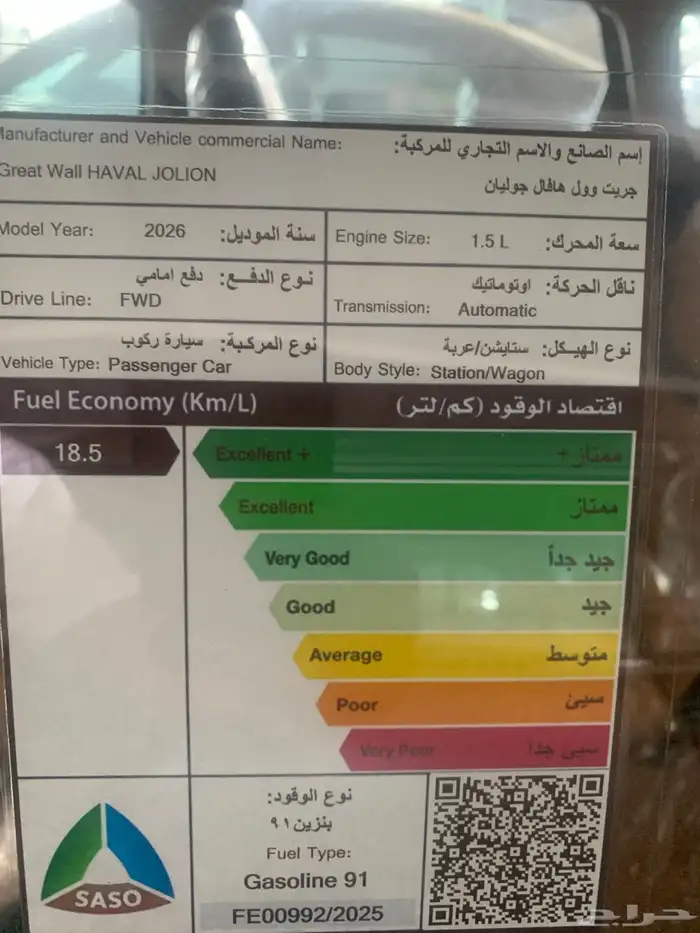 Manufacturer and Vehicle commercial Name:
إسم الصانع والاسم التجاري للمركبة:
Great Wall HAVAL JOLION
جريت وول هافال جوليان
Model Year: 2026 سنة الموديل:
Engine Size: 1.5 L سعة المحرك:
نوع الدفع: دفع امامي
Drive Line: FWD
ناقل الحركة: اوتوماتيك
Transmission: Automatic
نوع المركبة: سيارة ركوب
Vehicle Type: Passenger Car
نوع الهيكل: ستايشن/عربة
Body Style: Station/Wagon
Fuel Economy (Km/L)
اقتصاد الوقود (كم/لتر)
18.5
Excellent + ممتاز +
Excellent ممتاز
Very Good جيد جداً
Good جيد
Average متوسط
Poor سيئ
Very Poor سيئ جدا
نوع الوقود:
بنزين ٩١
Fuel Type:
Gasoline 91
FE00992/2025
SASO
حراج